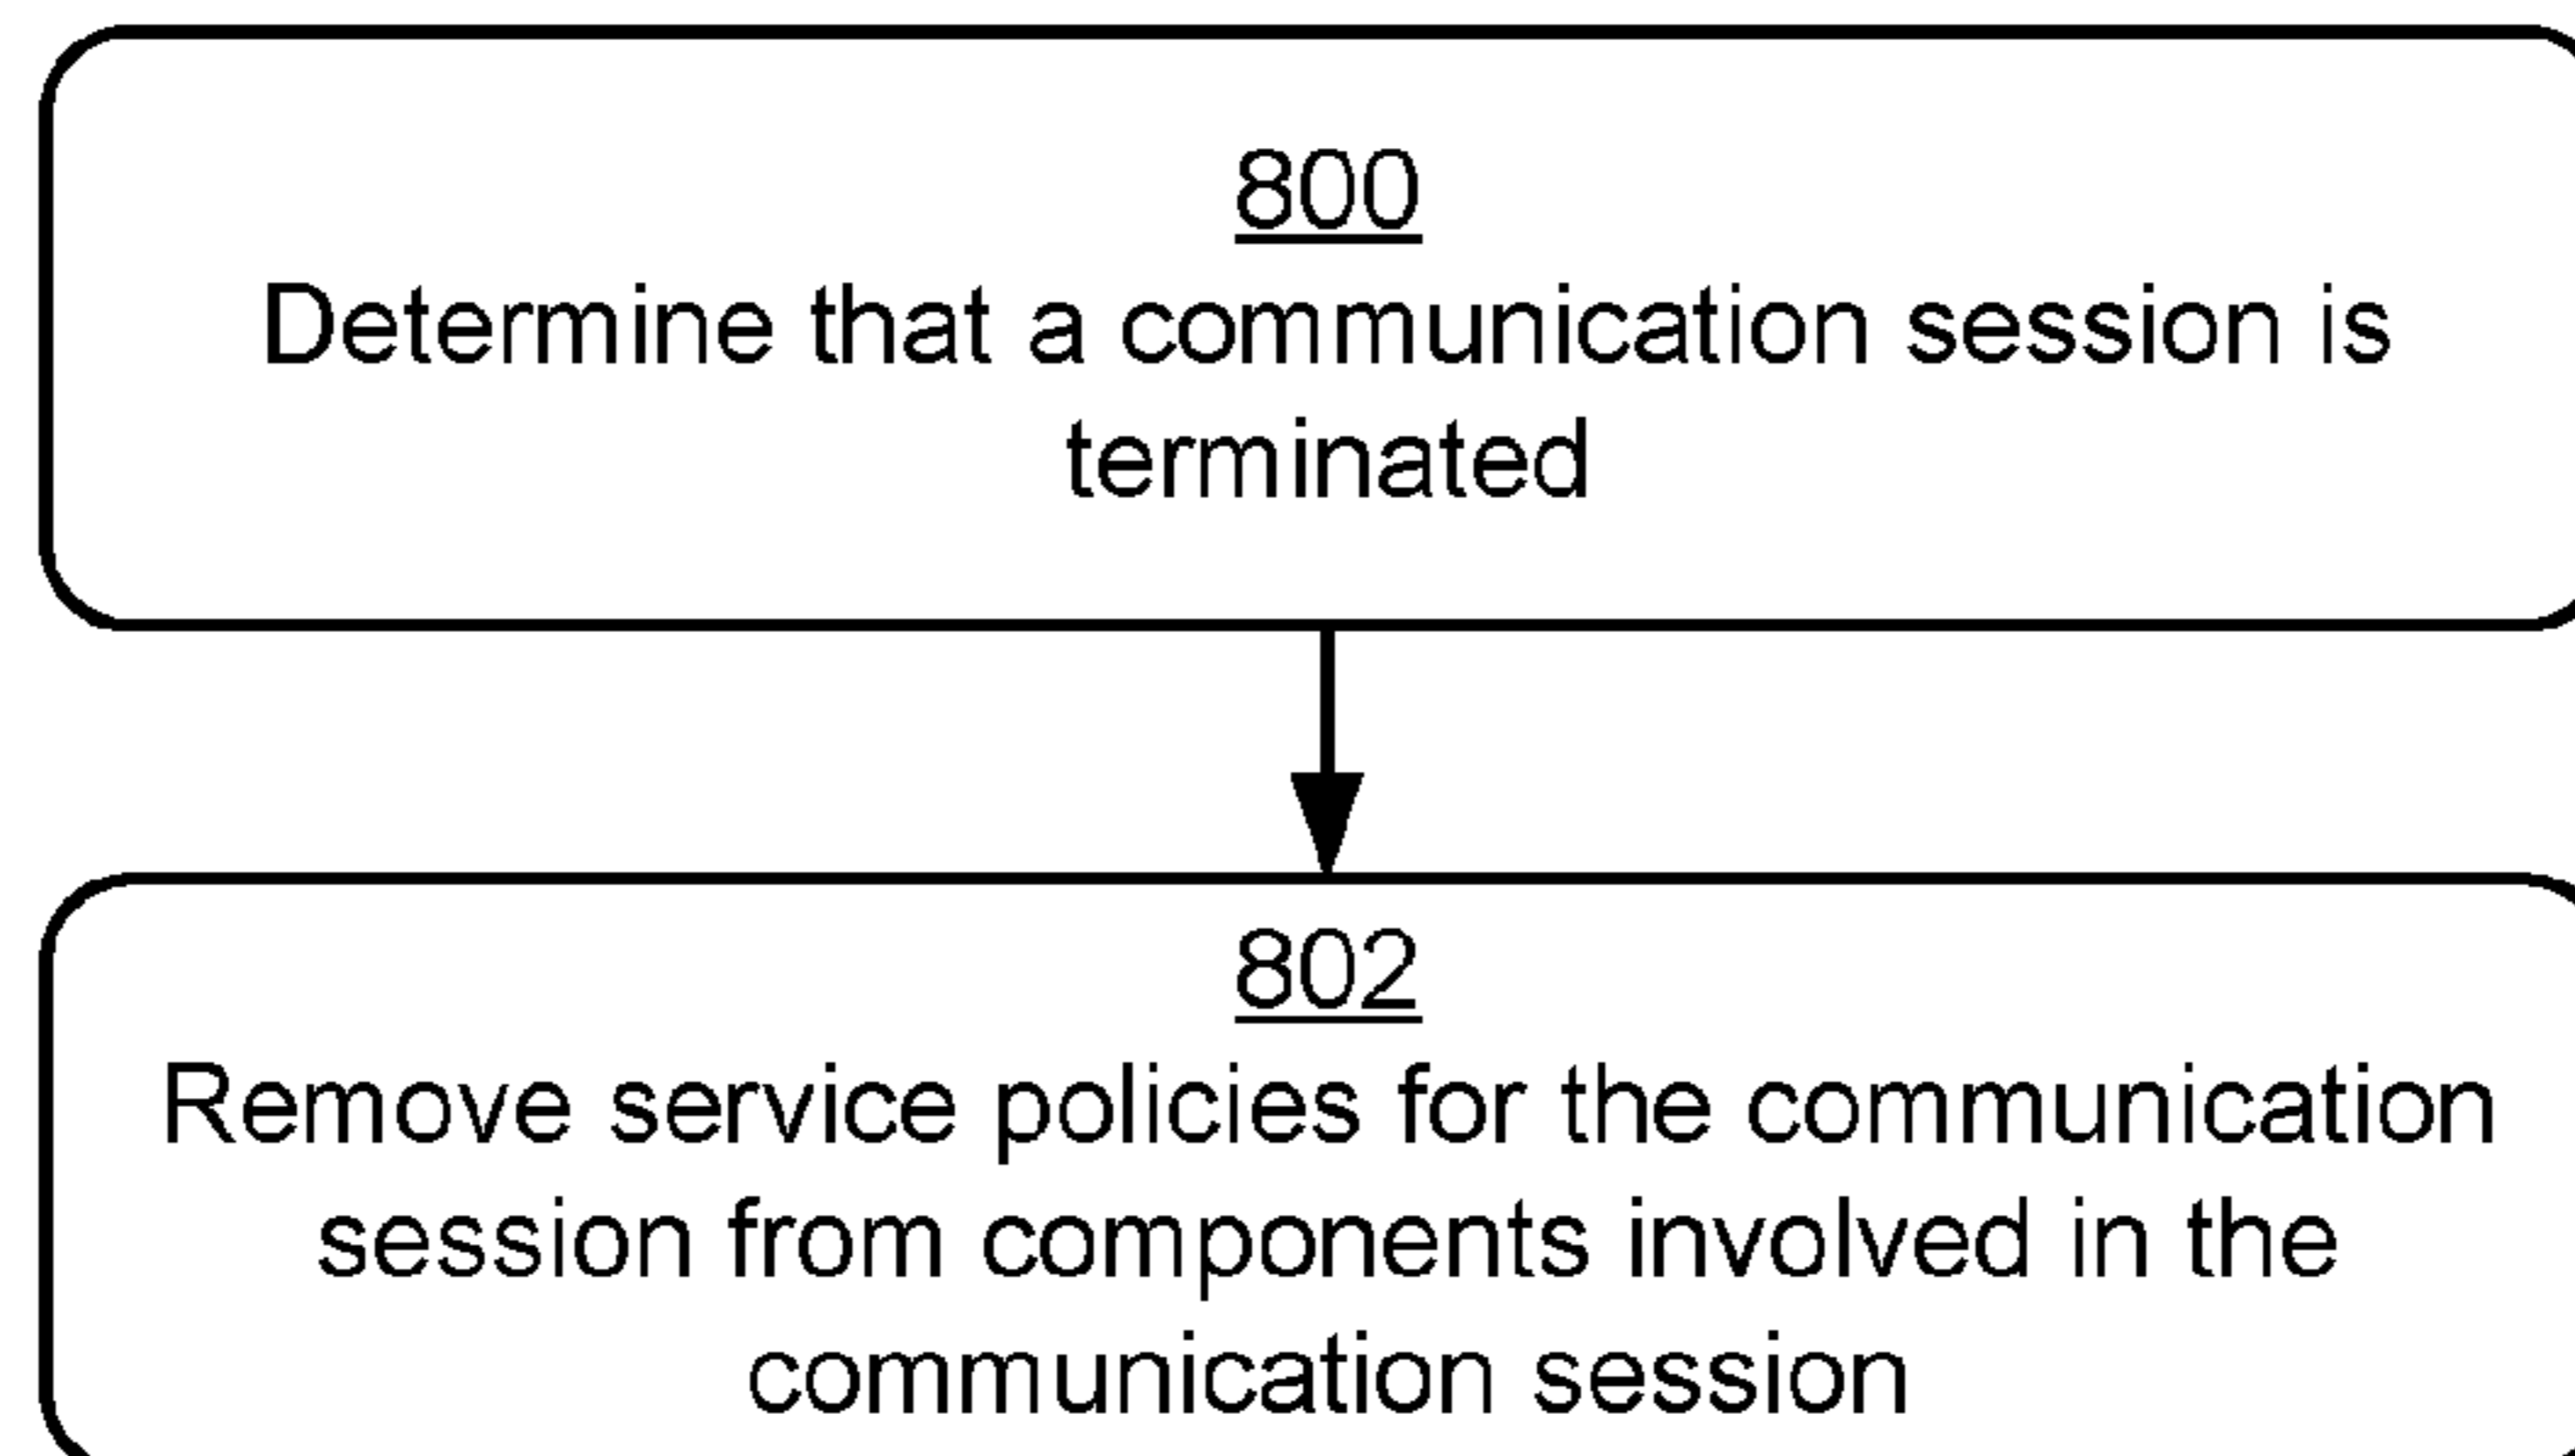 800
Determine that a communication session is
terminated
802
Remove service policies for the communication
session from components involved in the
communication session